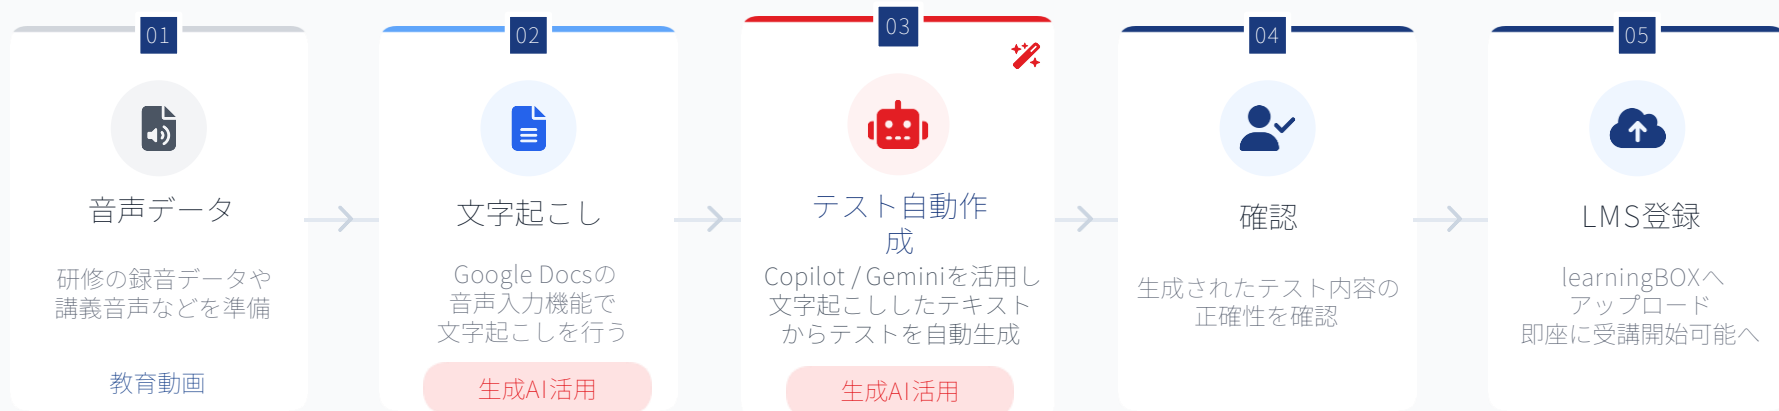 01
音声データ
研修の録音データや
講義音声などを準備
教育動画
02
文字起こし
Google Docsの
音声入力機能で
文字起こしを行う
生成AI活用
03
テスト自動作
成
Copilot / Geminiを活用し
文字起こししたテキスト
からテストを自動生成
生成AI活用
04
確認
生成されたテスト内容の
正確性を確認
05
LMS登録
learningBOXへ
アップロード
即座に受講開始可能へ